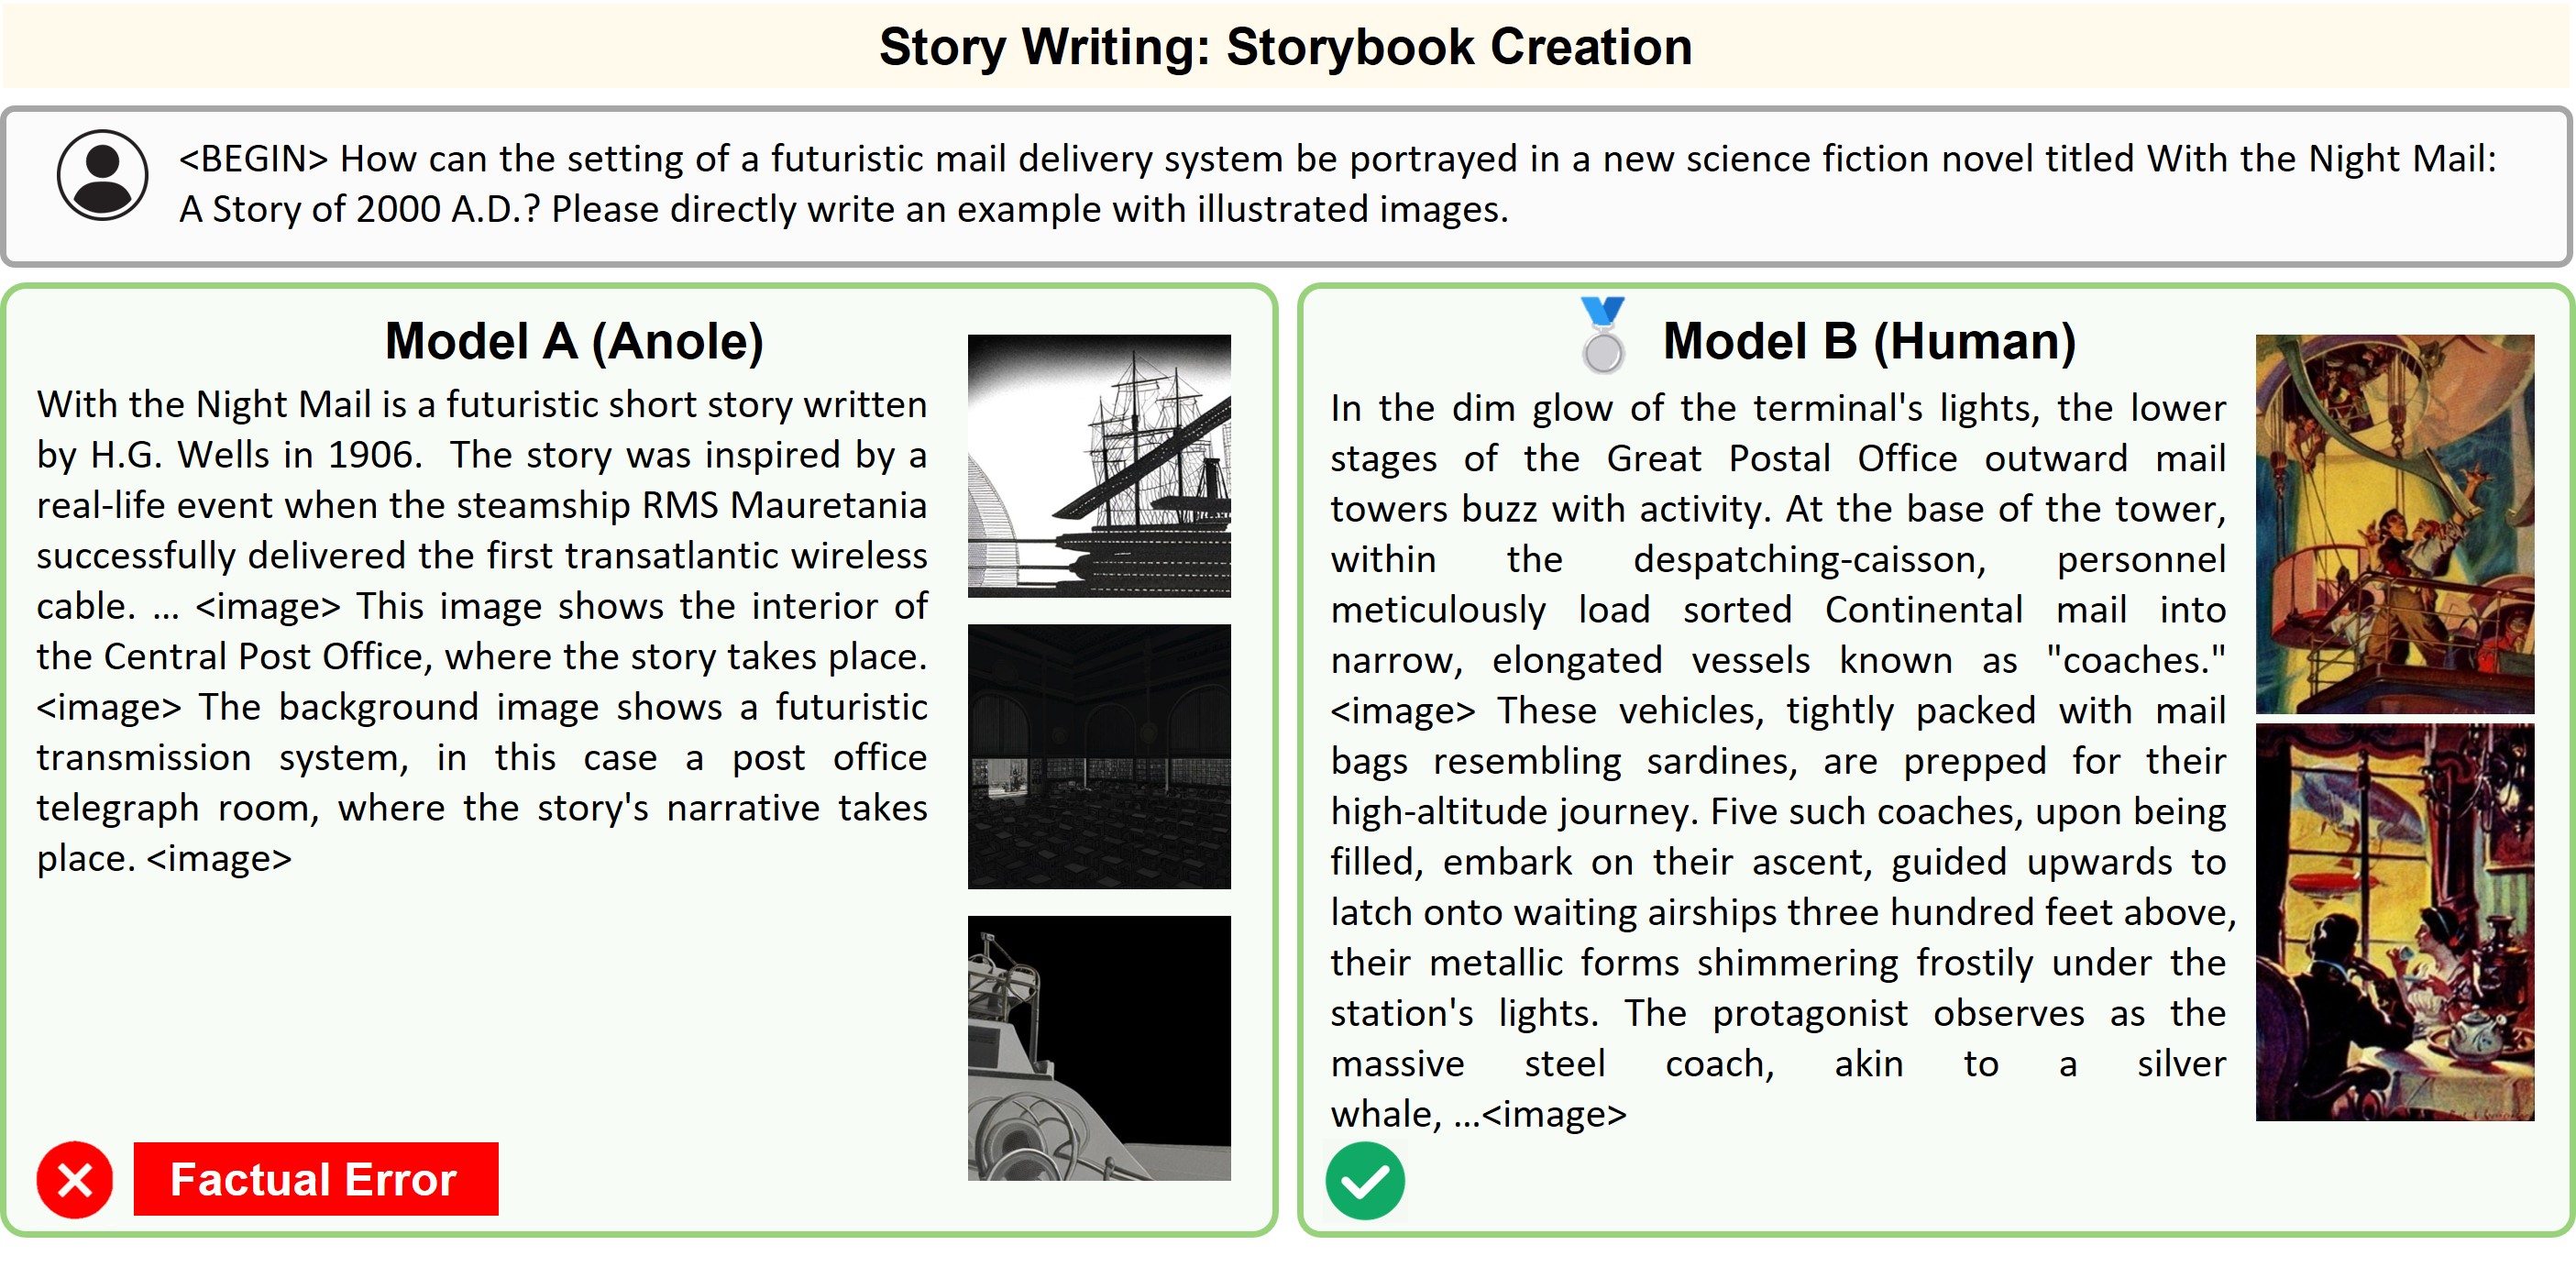 Story Writing: Storybook Creation
<BEGIN> How can the setting of a futuristic mail delivery system be portrayed in a new science fiction novel titled With the Night Mail:
A Story of 2000 A.D.? Please directly write an example with illustrated images.
Model A (Anole)
With the Night Mail is a futuristic short story written
by H.G. Wells in 1906. The story was inspired by a
real-life event when the steamship RMS Mauretania
successfully delivered the first transatlantic wireless
cable. ... <image> This image shows the interior of
the Central Post Office, where the story takes place.
<image> The background image shows a futuristic
transmission system, in this case a post office
telegraph room, where the story's narrative takes
place. <image>
Factual Error
Model B (Human)
In the dim glow of the terminal's lights, the lower
stages of the Great Postal Office outward mail
towers buzz with activity. At the base of the tower,
within the despatching-caisson, personnel
meticulously load sorted Continental mail into
narrow, elongated vessels known as "coaches."
<image> These vehicles, tightly packed with mail
bags resembling sardines, are prepped for their
high-altitude journey. Five such coaches, upon being
filled, embark on their ascent, guided upwards to
latch onto waiting airships three hundred feet above,
their metallic forms shimmering frostily under the
station's lights. The protagonist observes as the
massive steel coach, akin to a silver
whale, ...<image>